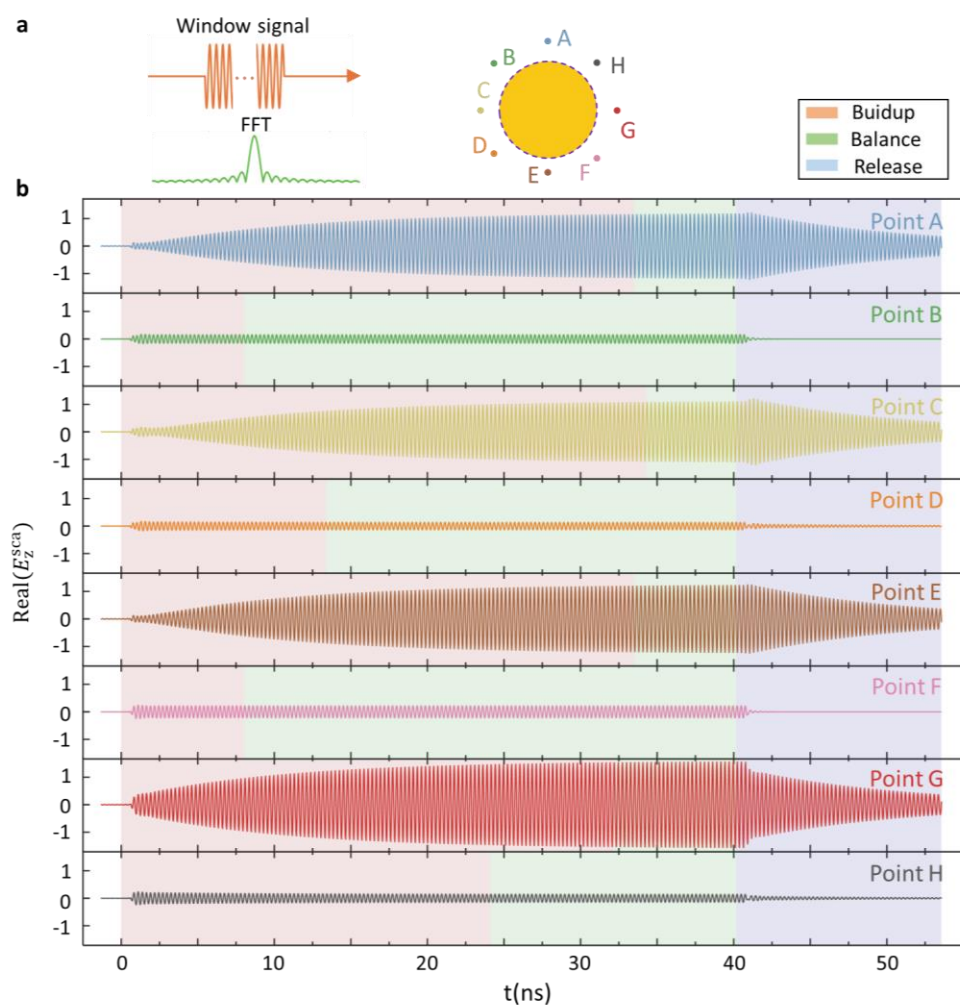 a
Window signal
FFT
A
B
H
C
G
D
E
F
Buidup
Balance
Release
b
Real(E_z^sca)
1
0
-1
Point A
1
0
-1
Point B
1
0
-1
Point C
1
0
-1
Point D
1
0
-1
Point E
1
0
-1
Point F
1
0
-1
Point G
1
0
-1
Point H
0 10 20 30 40 50
t(ns)